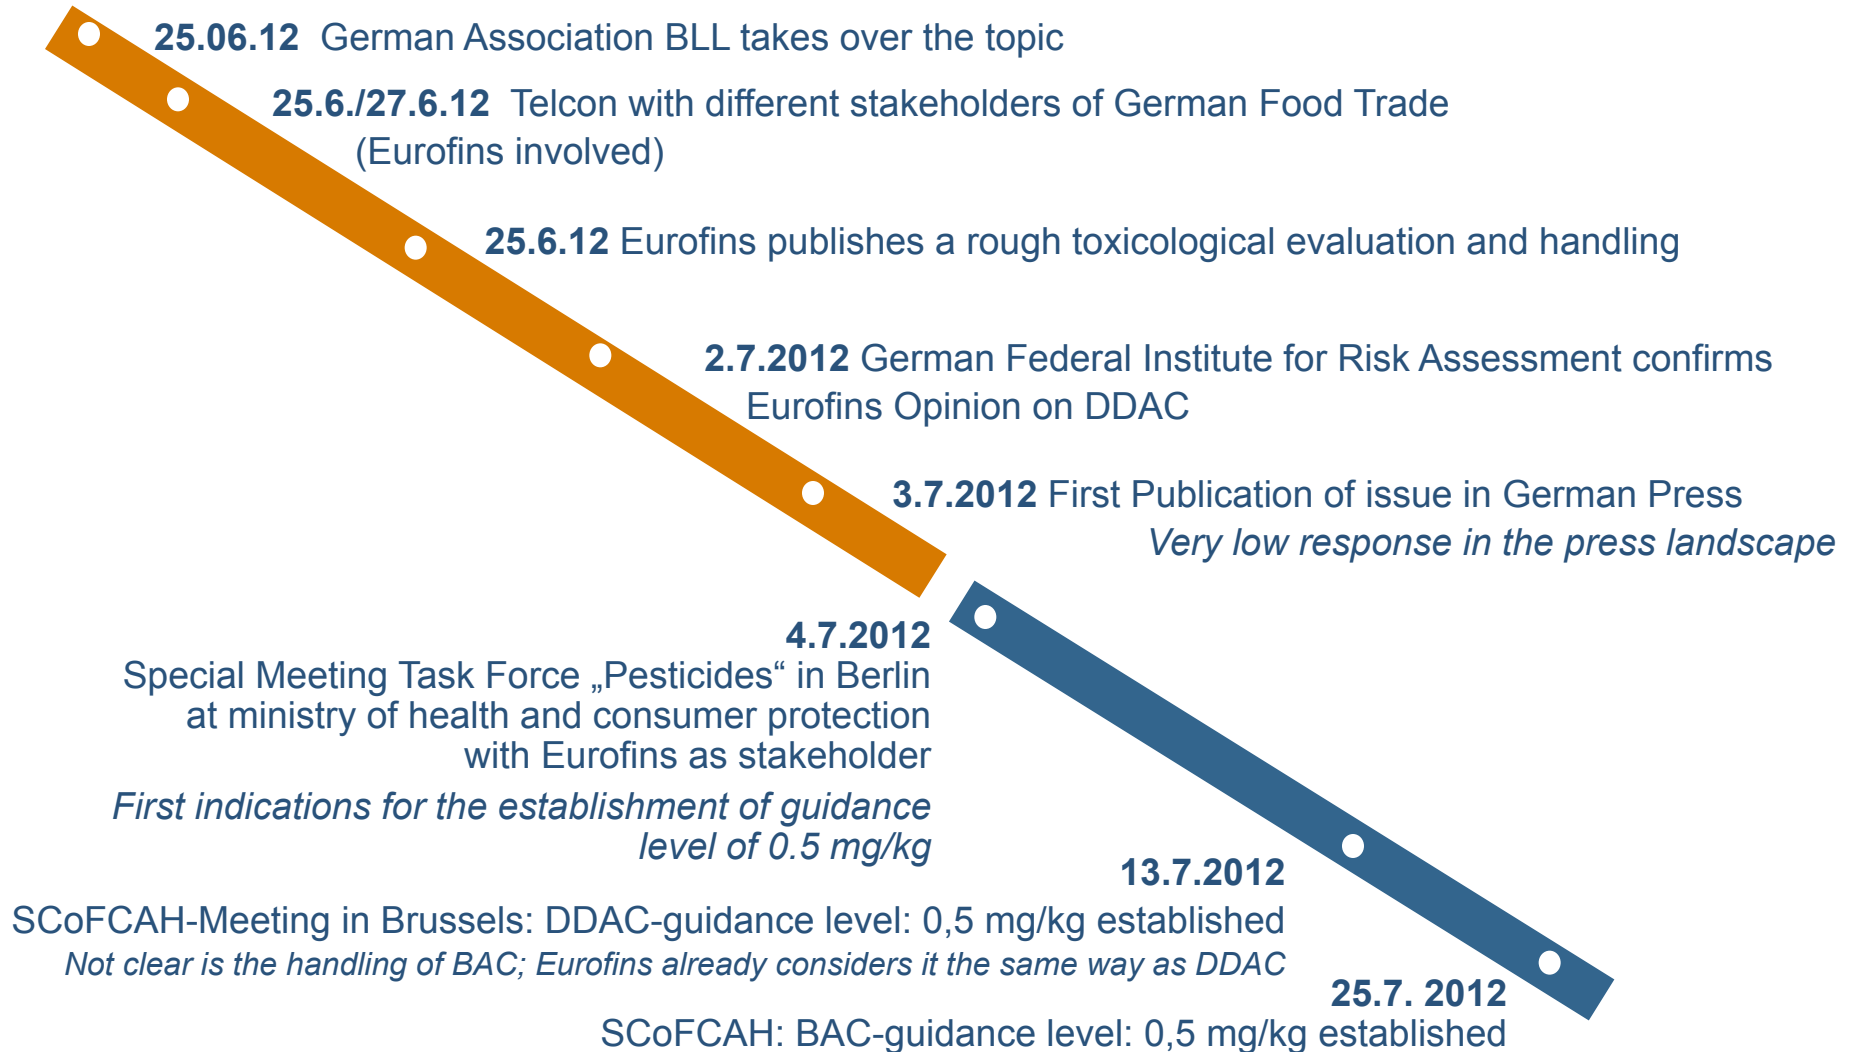 25.06.12 German Association BLL takes over the topic
25.6./27.6.12 Telcon with different stakeholders of German Food Trade
(Eurofins involved)
25.6.12 Eurofins publishes a rough toxicological evaluation and handling
2.7.2012 German Federal Institute for Risk Assessment confirms
Eurofins Opinion on DDAC
3.7.2012 First Publication of issue in German Press
Very low response in the press landscape
4.7.2012
Special Meeting Task Force „Pesticides“ in Berlin
at ministry of health and consumer protection
with Eurofins as stakeholder
First indications for the establishment of guidance
level of 0.5 mg/kg
13.7.2012
SCoFCAH-Meeting in Brussels: DDAC-guidance level: 0,5 mg/kg established
Not clear is the handling of BAC; Eurofins already considers it the same way as DDAC
25.7. 2012
SCoFCAH: BAC-guidance level: 0,5 mg/kg established